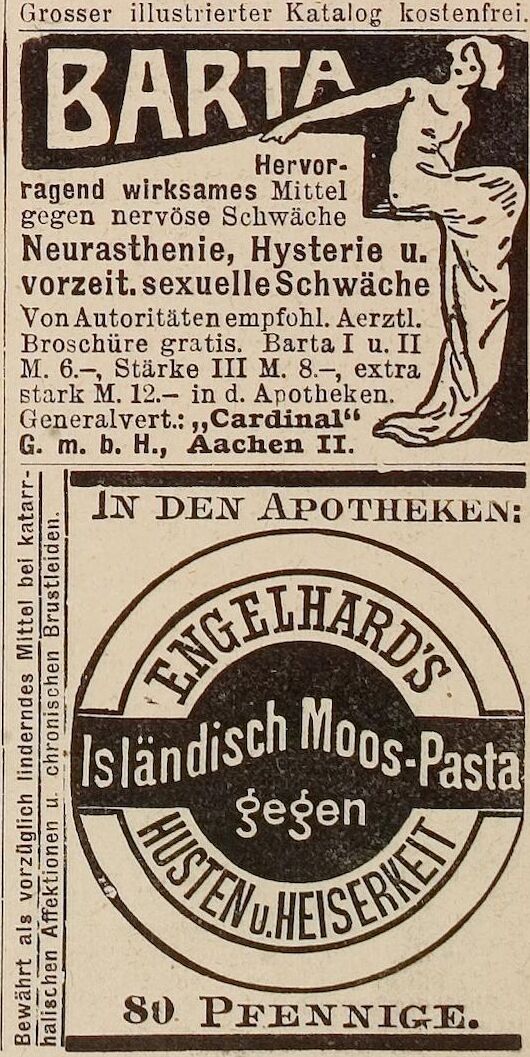 Grosser illustrierter Katalog kostenfrei.
BARTA
Hervor-
ragend wirksames Mittel
gegen nervöse Schwäche
Neurasthenie, Hysterie u.
vorzeit. sexuelle Schwäche
Von Autoritäten empfohl. Aerztl.
Broschüre gratis. Barta I u. II
M. 6.–, Stärke III M. 8.–, extra
stark M. 12.– in d. Apotheken.
Generalvert.: „Cardinal“
G. m. b. H., Aachen II.
Bewährt als vorzüglich linderndes Mittel bei katarr-
halischen Affektionen u. chronischen Brustleiden.
IN DEN APOTHEKEN:
ENGELHARD'S
Isländisch Moos-Pasta
gegen
HUSTEN u. HEISERKEIT
80 PFENNIGE.